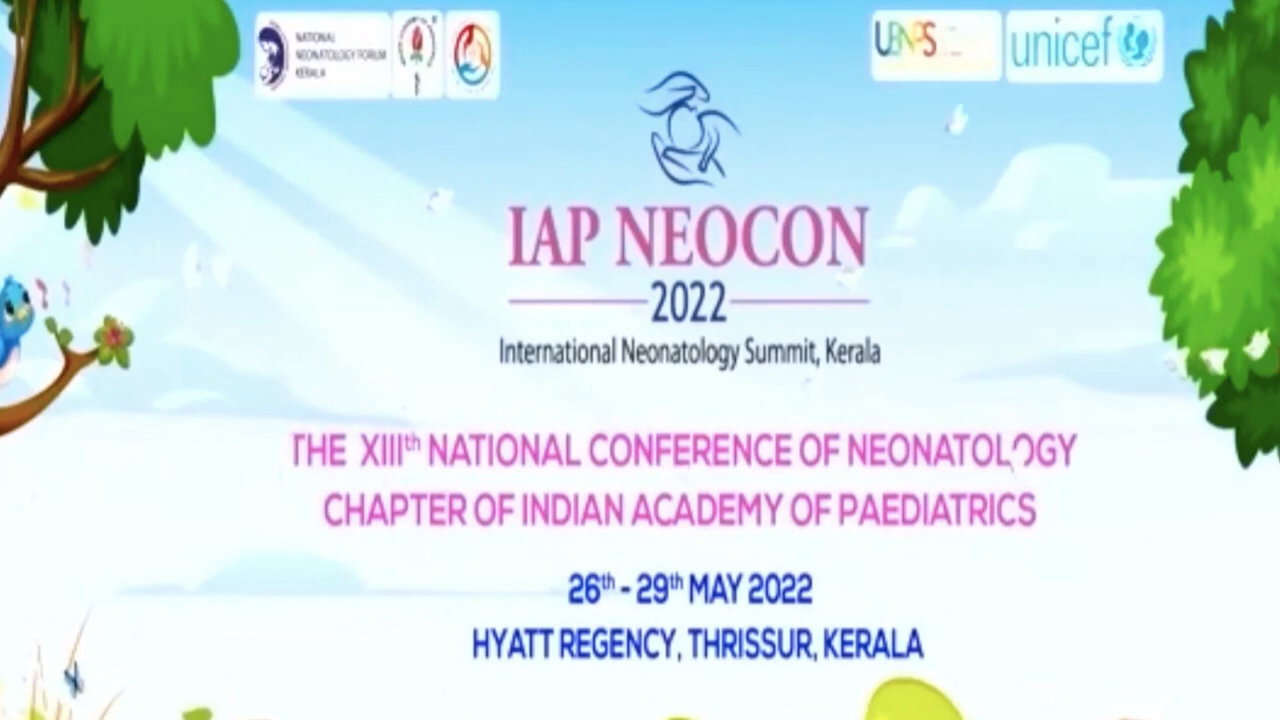 NATIONAL
NEONATOLOGY FORUM
KERALA
unicef
IAP NEOCON
2022
International Neonatology Summit, Kerala
THE XIIIth NATIONAL CONFERENCE OF NEONATOLOGY
CHAPTER OF INDIAN ACADEMY OF PAEDIATRICS
26th - 29th MAY 2022
HYATT REGENCY, THRISSUR, KERALA